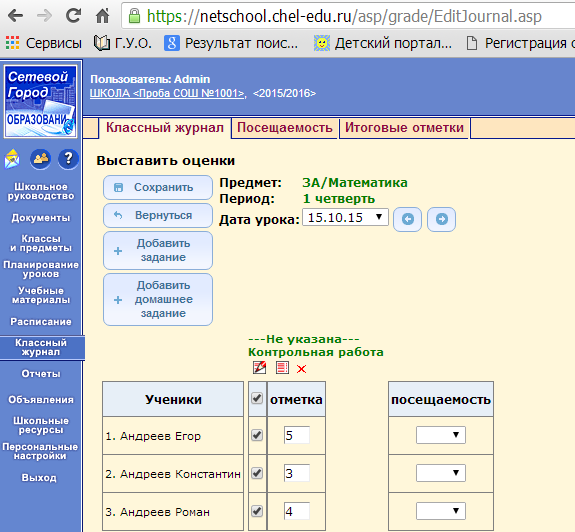 https://netschool.chel-edu.ru/asp/grade/EditJournal.asp
Сервисы Г.У.О. Результат поис... Детский портал... Регистрация о
Сетевой
Город
ОБРАЗОВАНИ
Пользователь: Admin
ШКОЛА <Проба СОШ №1001>, <2015/2016>
Классный журнал Посещаемость Итоговые отметки
?
Школьное
руководство
Документы
Классы
и предметы
Планирование
уроков
Учебные
материалы
Расписание
Классный
журнал
Отчеты
Объявления
Школьные
ресурсы
Персональные
настройки
Выход
Выставить оценки
Сохранить
Вернуться
Добавить
задание
Добавить
домашнее
задание
Предмет: 3А/Математика
Период: 1 четверть
Дата урока: 15.10.15
---Не указана---
Контрольная работа
Ученики отметка посещаемость
1. Андреев Егор 5
2. Андреев Константин 3
3. Андреев Роман 4